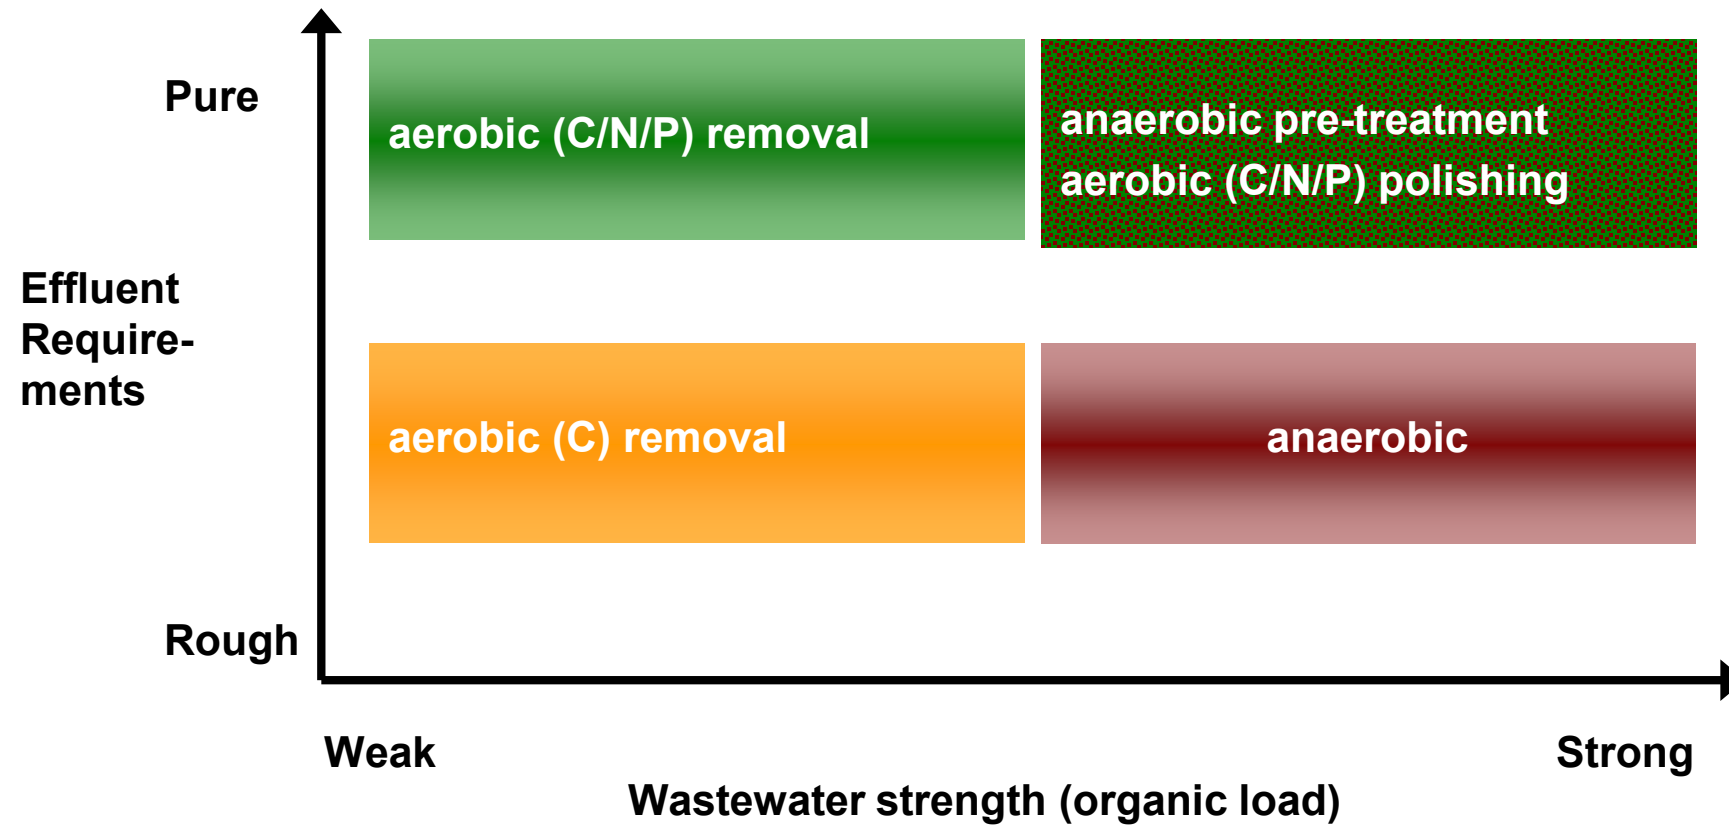 Pure
aerobic (C/N/P) removal
anaerobic pre-treatment
aerobic (C/N/P) polishing
Effluent
Require-
ments
aerobic (C) removal
anaerobic
Rough
Weak
Strong
Wastewater strength (organic load)